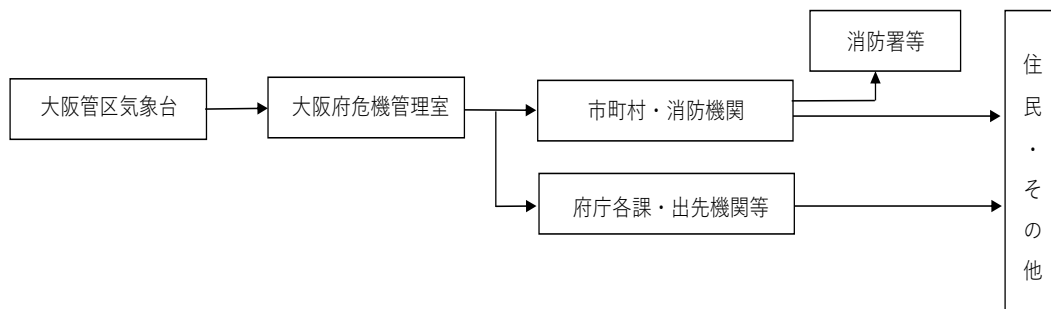 消防署等
大阪管区気象台
大阪府危機管理室
市町村・消防機関
府庁各課・出先機関等
住民・その他